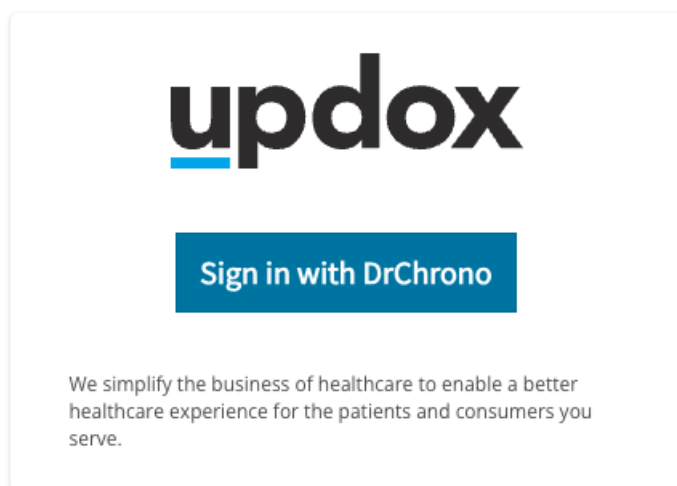 updox
Sign in with DrChrono
We simplify the business of healthcare to enable a better
healthcare experience for the patients and consumers you
serve.